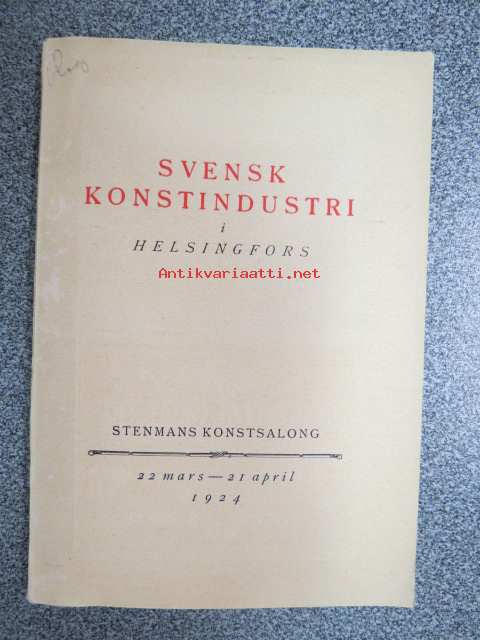 SVENSK
KONSTINDUSTRI
i
HELSINGFORS
Antikvariaatti.net
STENMANS KONSTSALONG
22 mars—21 april
1924